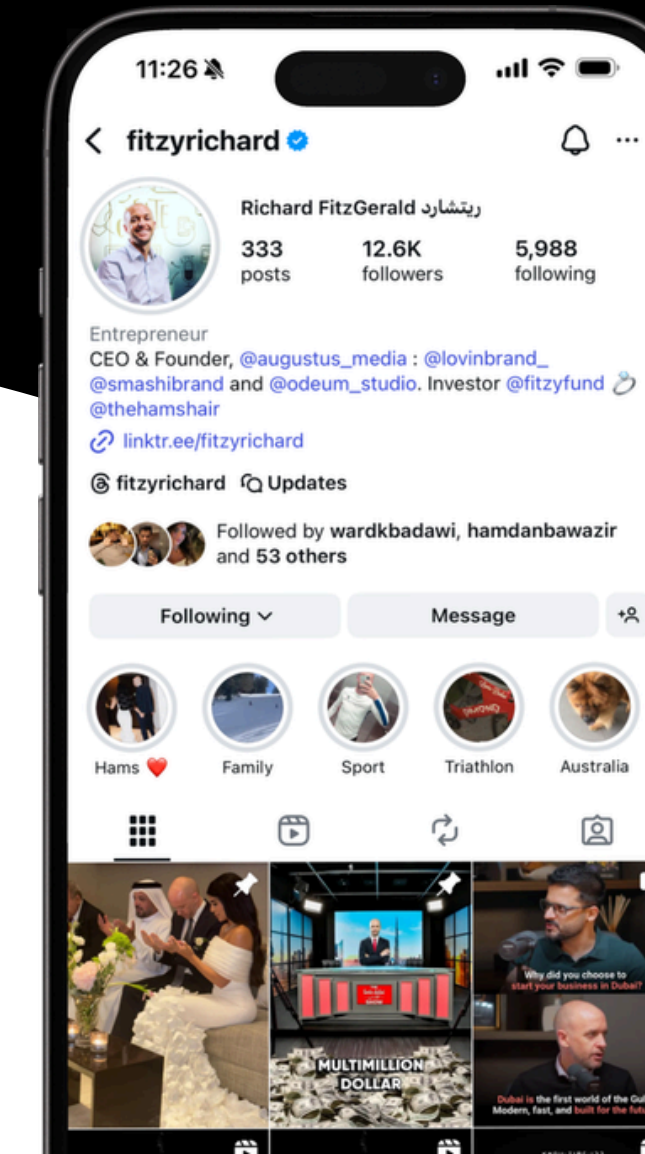 11:26
fitzyrichard
Richard FitzGerald ريتشارد
333
posts
12.6K
followers
5,988
following
Entrepreneur
CEO & Founder, @augustus_media : @lovinbrand_
@smashibrand and @odeum_studio. Investor @fitzyfund
@thehamshair
linktr.ee/fitzyrichard
fitzyrichard
Updates
Followed by wardkbadawi, hamdanbawazir
and 53 others
Following
Message
Hams
Family
Sport
Triathlon
Australia
MULTIMILLION
DOLLAR
Why did you choose to
start your business in Dubai?
Dubai is the first world of the
Modern, fast, and built for the